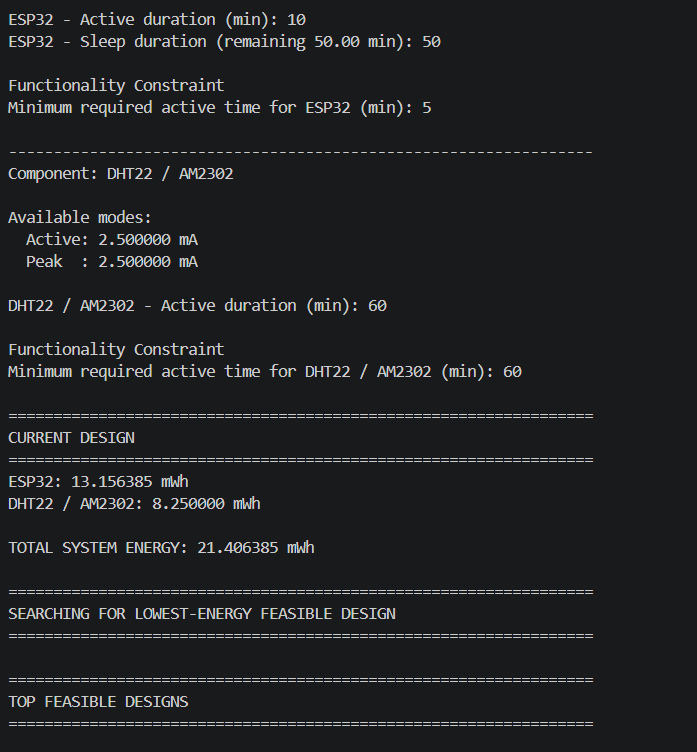 ESP32 - Active duration (min): 10
ESP32 - Sleep duration (remaining 50.00 min): 50
Functionality Constraint
Minimum required active time for ESP32 (min): 5
-----------------------------------------------------------------
Component: DHT22 / AM2302
Available modes:
  Active: 2.500000 mA
  Peak  : 2.500000 mA
DHT22 / AM2302 - Active duration (min): 60
Functionality Constraint
Minimum required active time for DHT22 / AM2302 (min): 60
=================================================================
CURRENT DESIGN
=================================================================
ESP32: 13.156385 mWh
DHT22 / AM2302: 8.250000 mWh
TOTAL SYSTEM ENERGY: 21.406385 mWh
=================================================================
SEARCHING FOR LOWEST-ENERGY FEASIBLE DESIGN
=================================================================
=================================================================
TOP FEASIBLE DESIGNS
=================================================================